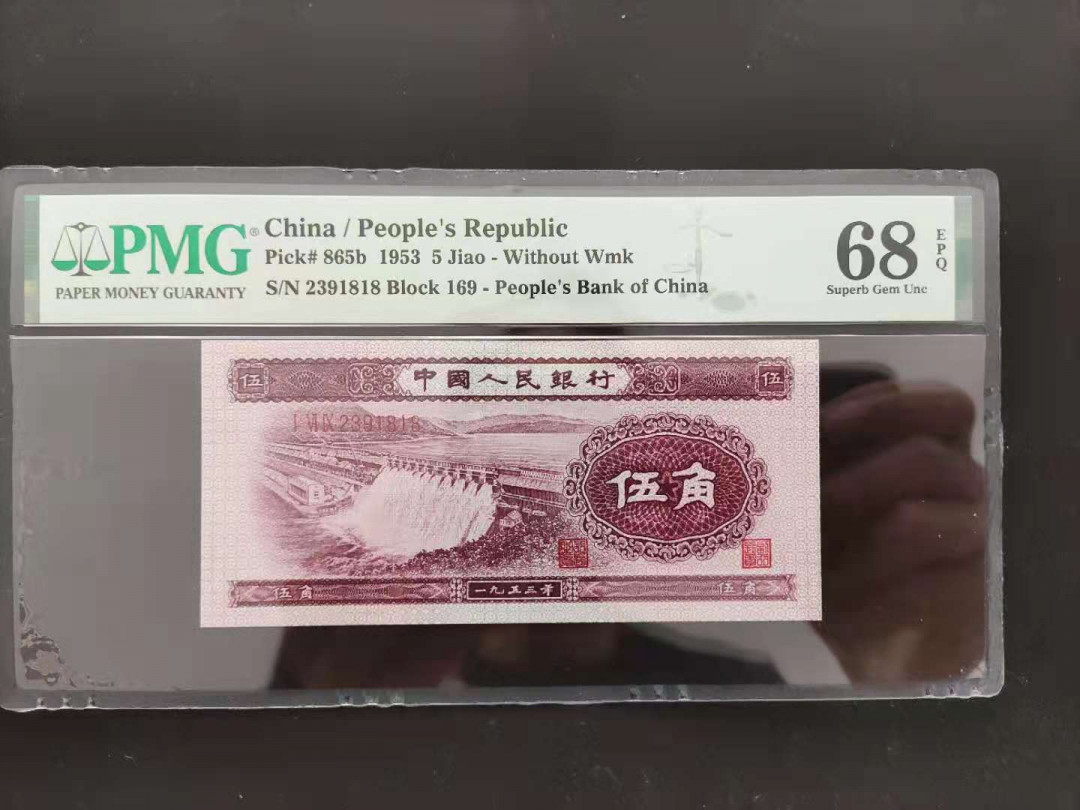 PMG®
PAPER MONEY GUARANTY
China / People's Republic
Pick# 865b 1953 5 Jiao - Without Wmk
S/N 2391818 Block 169 - People's Bank of China
68
EPQ
Superb Gem Unc
伍 中國人民銀行 伍
I VI IX 2391818
伍角
伍角 一九五三年 伍角